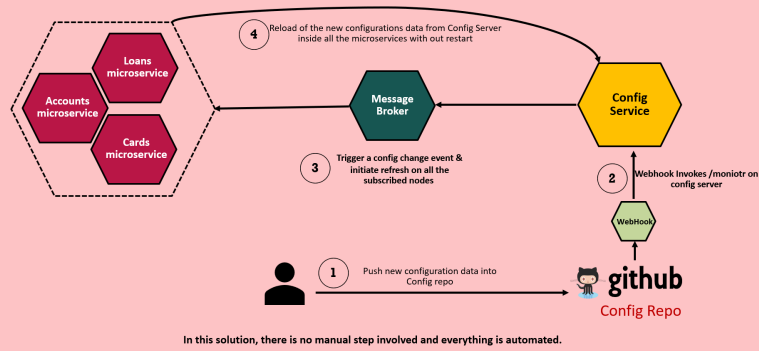 4
Reload of the new configurations data from Config Server
inside all the microservices with out restart
Loans
microservice
Accounts
microservice
Cards
microservice
Message
Broker
Config
Service
3
Trigger a config change event &
initiate refresh on all the
subscribed nodes
2
Webhook Invokes /moniotr on
config server
WebHook
1
Push new configuration data into
Config repo
github
Config Repo
In this solution, there is no manual step involved and everything is automated.